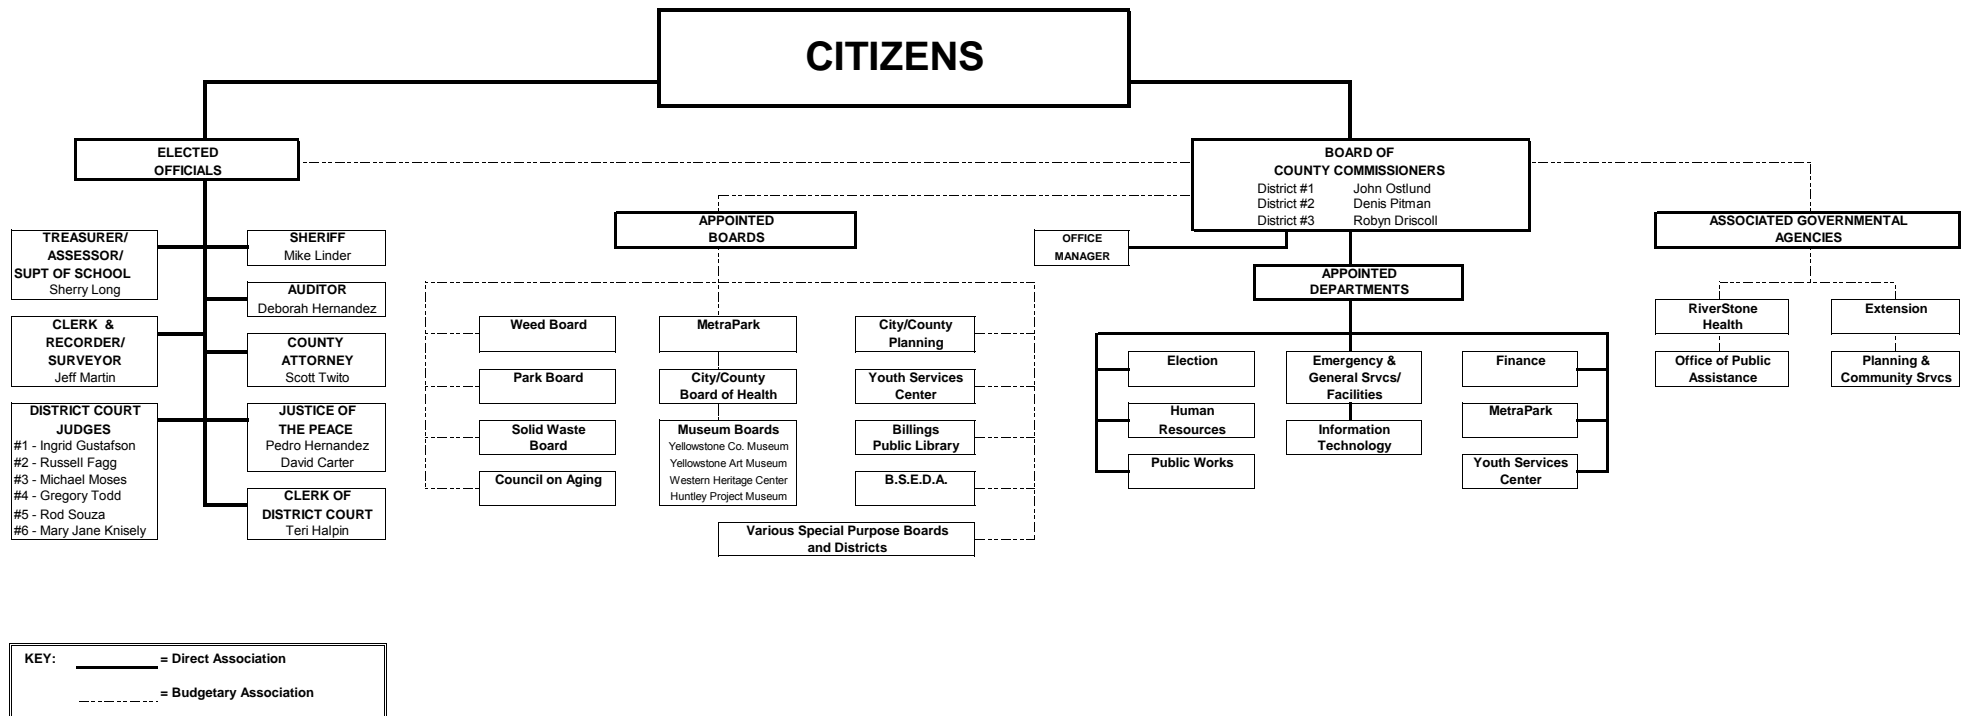 CITIZENS
ELECTED
OFFICIALS
BOARD OF
COUNTY COMMISSIONERS
District #1 John Ostlund
District #2 Denis Pitman
District #3 Robyn Driscoll
APPOINTED
BOARDS
OFFICE
MANAGER
ASSOCIATED GOVERNMENTAL
AGENCIES
APPOINTED
DEPARTMENTS
TREASURER/
ASSESSOR/
SUPT OF SCHOOL
Sherry Long
SHERIFF
Mike Linder
AUDITOR
Deborah Hernandez
CLERK &
RECORDER/
SURVEYOR
Jeff Martin
COUNTY
ATTORNEY
Scott Twito
DISTRICT COURT
JUDGES
#1 - Ingrid Gustafson
#2 - Russell Fagg
#3 - Michael Moses
#4 - Gregory Todd
#5 - Rod Souza
#6 - Mary Jane Knisely
JUSTICE OF
THE PEACE
Pedro Hernandez
David Carter
CLERK OF
DISTRICT COURT
Teri Halpin
Weed Board
Park Board
Solid Waste
Board
Council on Aging
MetraPark
City/County
Board of Health
Museum Boards
Yellowstone Co. Museum
Yellowstone Art Museum
Western Heritage Center
Huntley Project Museum
City/County
Planning
Youth Services
Center
Billings
Public Library
B.S.E.D.A.
Various Special Purpose Boards
and Districts
Election
Human
Resources
Public Works
Emergency &
General Srvcs/
Facilities
Information
Technology
Finance
MetraPark
Youth Services
Center
RiverStone
Health
Office of Public
Assistance
Extension
Planning &
Community Srvcs
KEY: = Direct Association
= Budgetary Association